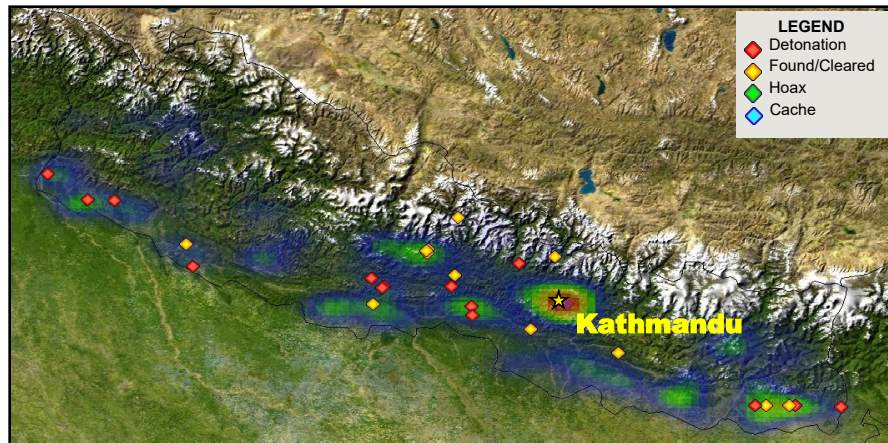 LEGEND
Detonation
Found/Cleared
Hoax
Cache
Kathmandu